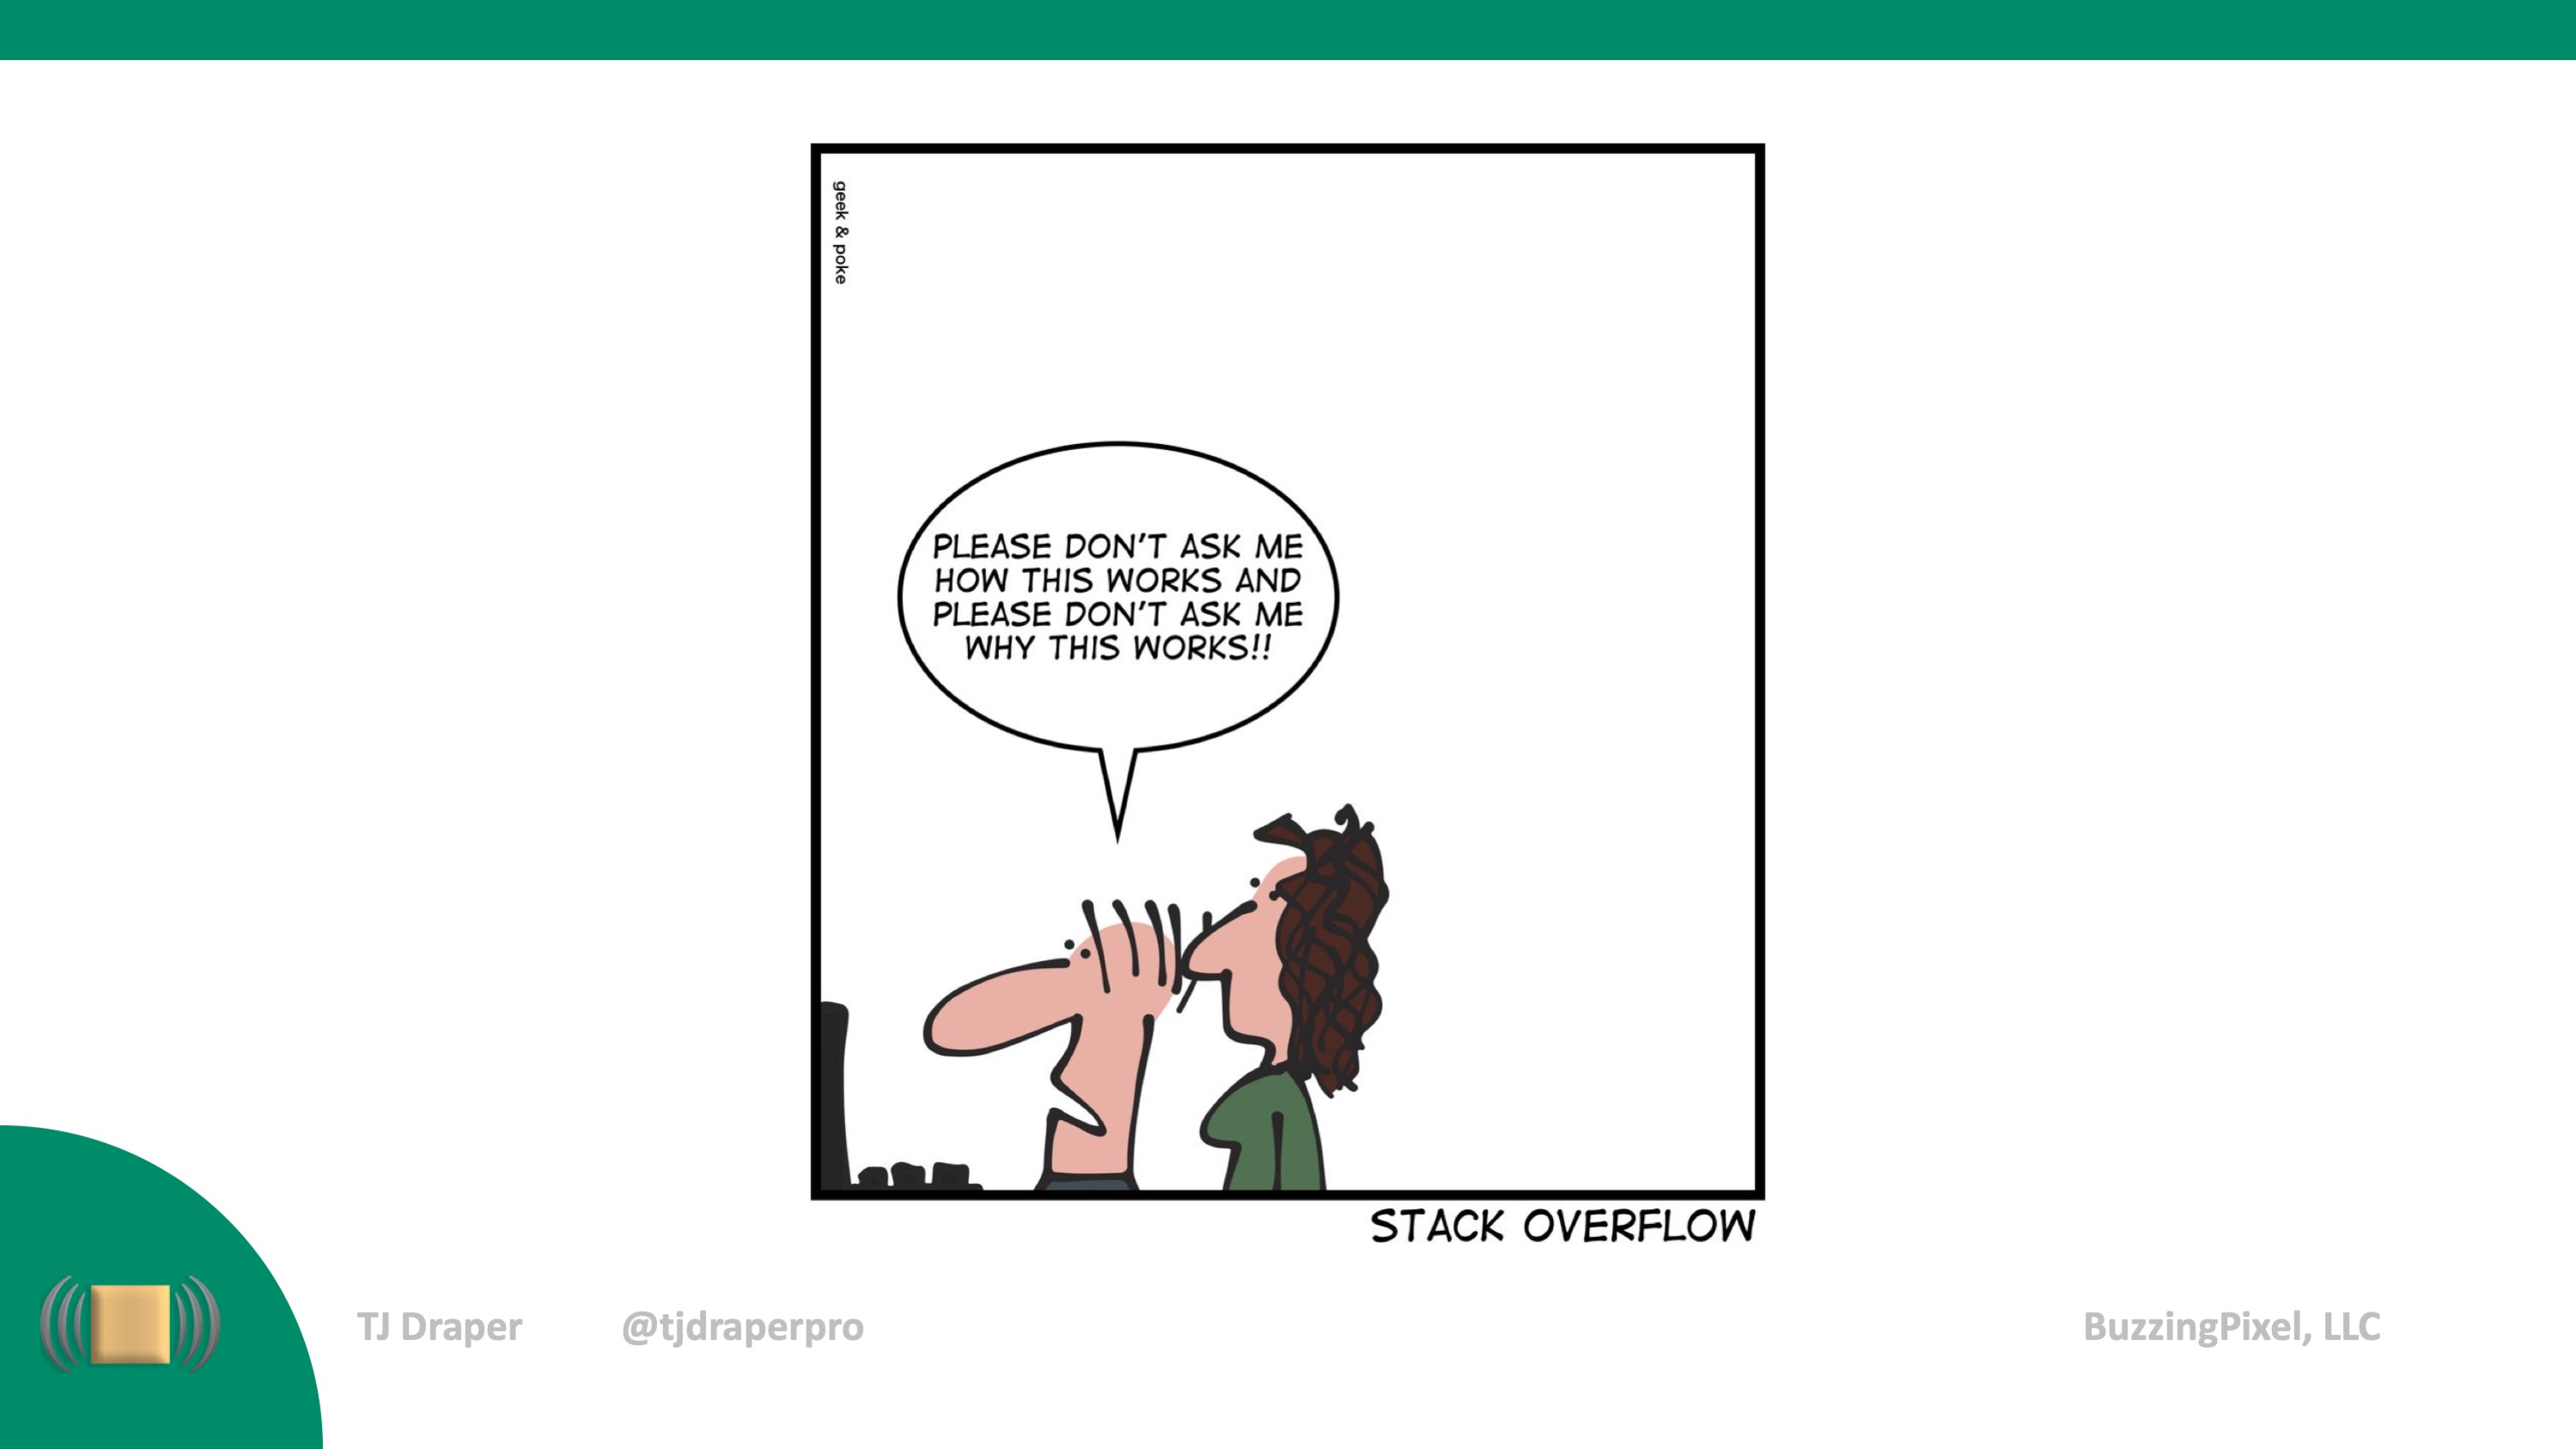 geek & poke
PLEASE DON'T ASK ME
HOW THIS WORKS AND
PLEASE DON'T ASK ME
WHY THIS WORKS!!
STACK OVERFLOW
TJ Draper @tjdraperpro BuzzingPixel, LLC